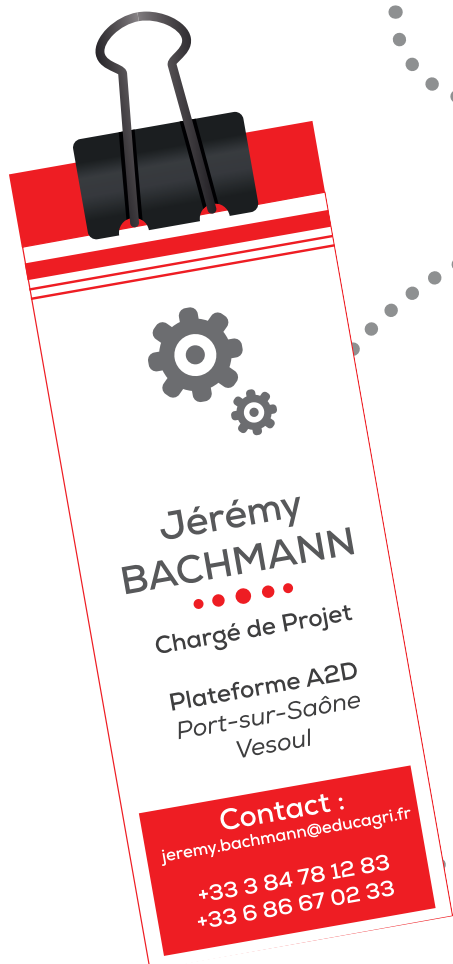 Jérémy
BACHMANN
Chargé de Projet
Plateforme A2D
Port-sur-Saône
Vesoul
Contact :
jeremy.bachmann@educagri.fr
+33 3 84 78 12 83
+33 6 86 67 02 33